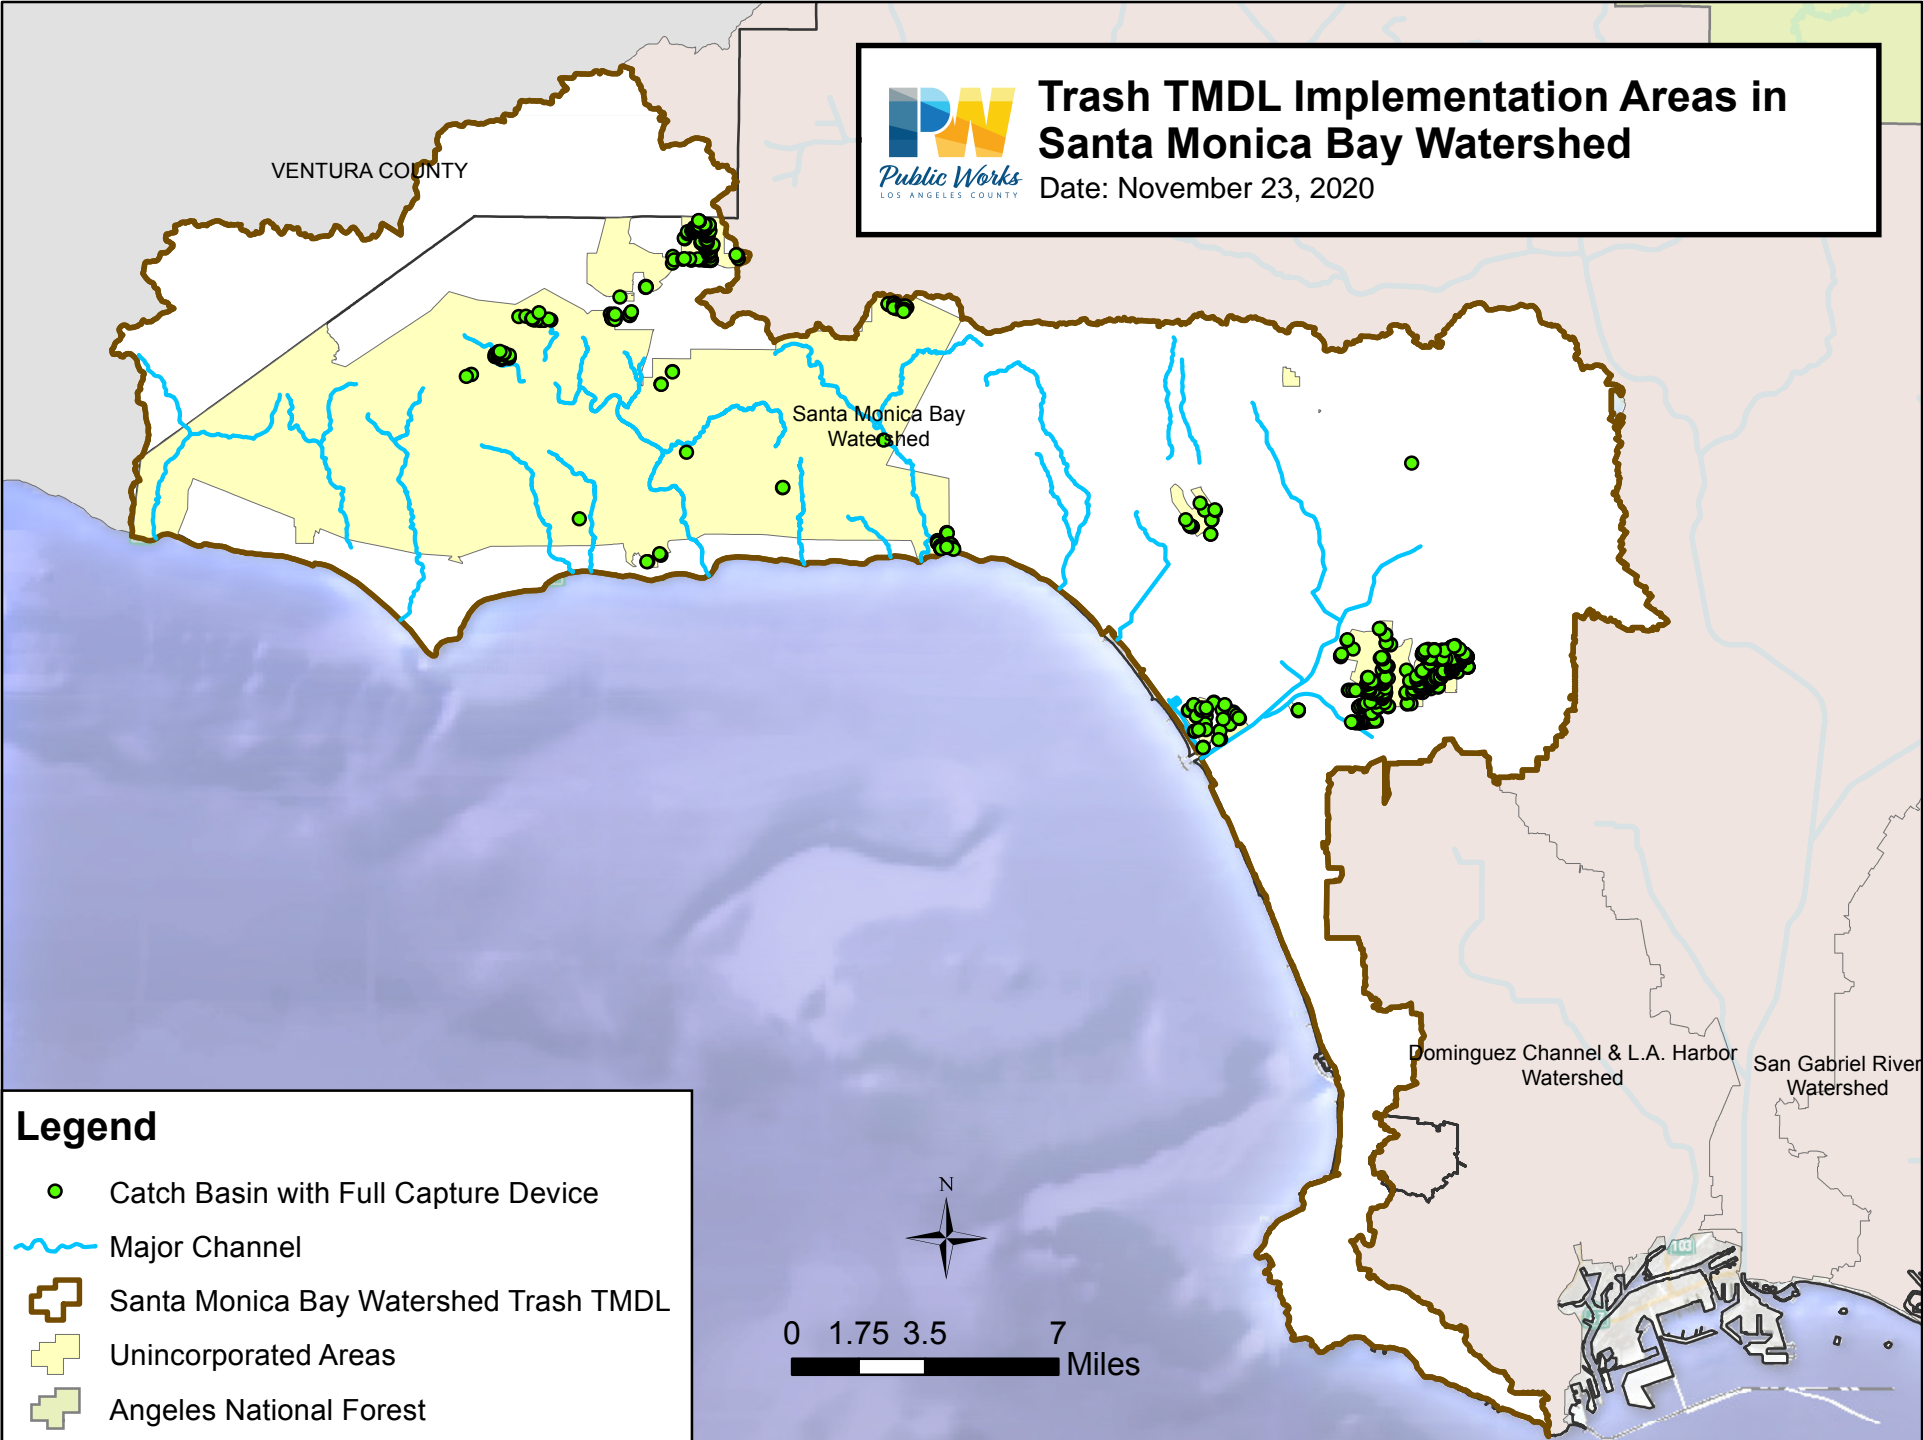 Trash TMDL Implementation Areas in
Santa Monica Bay Watershed
Date: November 23, 2020
PW
Public Works
LOS ANGELES COUNTY
VENTURA COUNTY
Santa Monica Bay
Watershed
Dominguez Channel & L.A. Harbor
Watershed
San Gabriel River
Watershed
103
Legend
Catch Basin with Full Capture Device
Major Channel
Santa Monica Bay Watershed Trash TMDL
Unincorporated Areas
Angeles National Forest
N
0 1.75 3.5 7
Miles